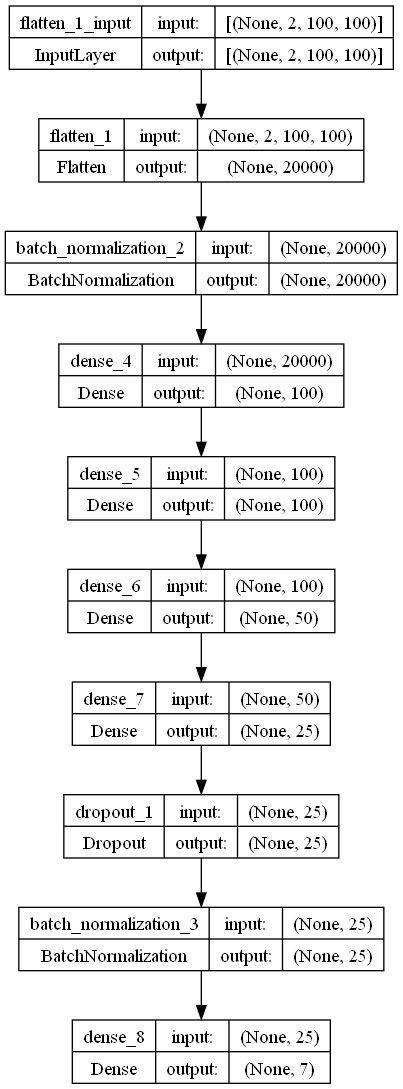 flatten_1_input input: [(None, 2, 100, 100)]
InputLayer output: [(None, 2, 100, 100)]
flatten_1 input: (None, 2, 100, 100)
Flatten output: (None, 20000)
batch_normalization_2 input: (None, 20000)
BatchNormalization output: (None, 20000)
dense_4 input: (None, 20000)
Dense output: (None, 100)
dense_5 input: (None, 100)
Dense output: (None, 100)
dense_6 input: (None, 100)
Dense output: (None, 50)
dense_7 input: (None, 50)
Dense output: (None, 25)
dropout_1 input: (None, 25)
Dropout output: (None, 25)
batch_normalization_3 input: (None, 25)
BatchNormalization output: (None, 25)
dense_8 input: (None, 25)
Dense output: (None, 7)